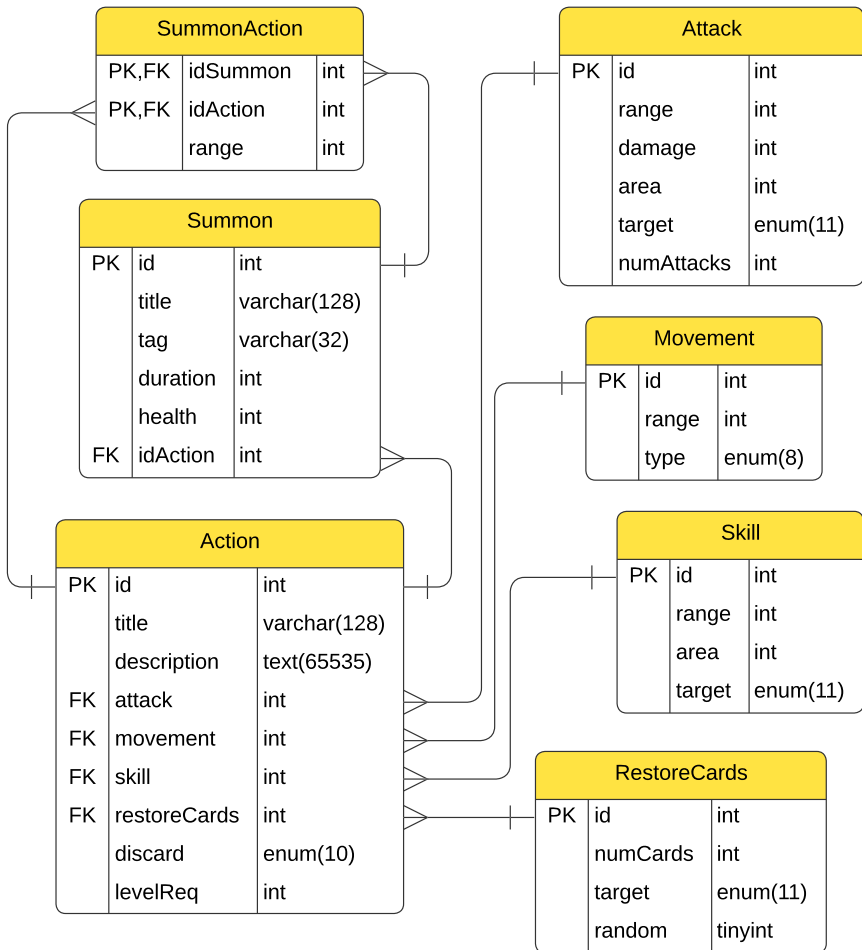 SummonAction
PK,FK idSummon int
PK,FK idAction int
range int
Summon
PK id int
title varchar(128)
tag varchar(32)
duration int
health int
FK idAction int
Action
PK id int
title varchar(128)
description text(65535)
FK attack int
FK movement int
FK skill int
FK restoreCards int
discard enum(10)
levelReq int
Attack
PK id int
range int
damage int
area int
target enum(11)
numAttacks int
Movement
PK id int
range int
type enum(8)
Skill
PK id int
range int
area int
target enum(11)
RestoreCards
PK id int
numCards int
target enum(11)
random tinyint